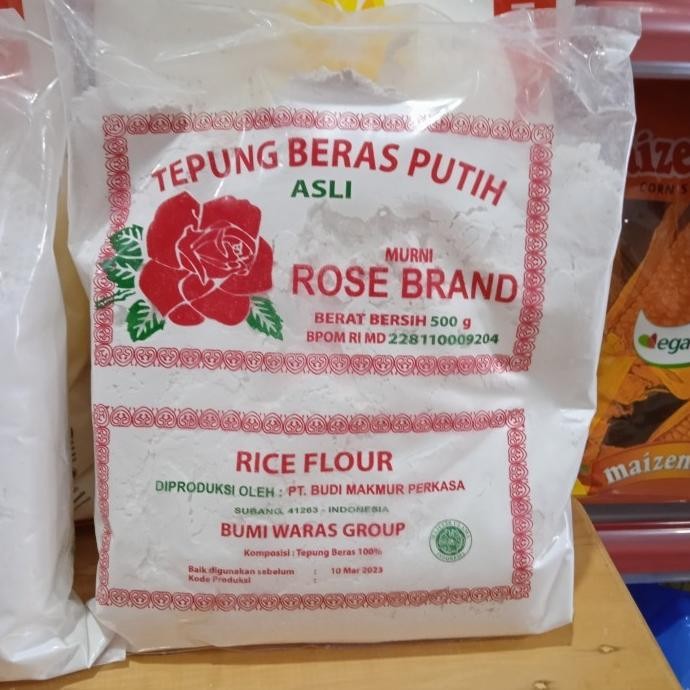 TEPUNG BERAS PUTIH
ASLI
MURNI
ROSE BRAND
BERAT BERSIH 500 g
BPOM RI MD 228110009204
RICE FLOUR
DIPRODUKSI OLEH : PT. BUDI MAKMUR PERKASA
SUBANG, 41263 - INDONESIA
BUMI WARAS GROUP
Komposisi : Tepung Beras 100%
Baik digunakan sebelum : 10 Mar 2023
Kode Produksi :
CORN
maizen